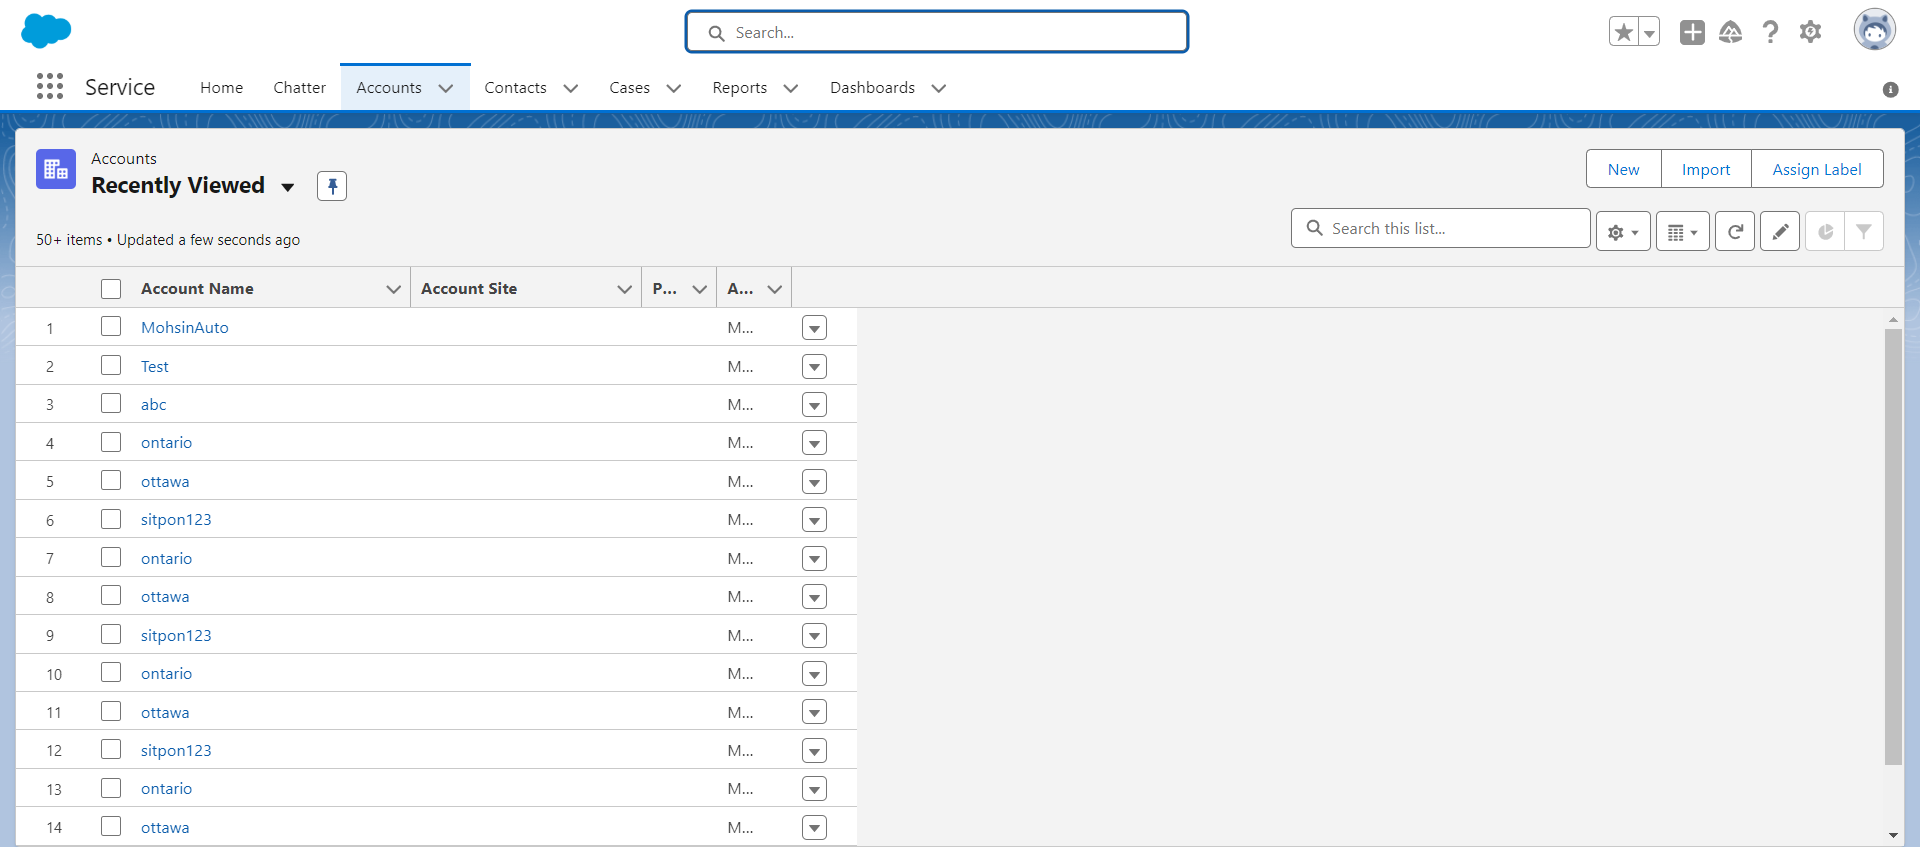 Search...
Service
Home
Chatter
Accounts
Contacts
Cases
Reports
Dashboards
Accounts
Recently Viewed
New
Import
Assign Label
50+ items • Updated a few seconds ago
Search this list...
Account Name
Account Site
P...
A...
1 MohsinAuto M...
2 Test M...
3 abc M...
4 ontario M...
5 ottawa M...
6 sitpon123 M...
7 ontario M...
8 ottawa M...
9 sitpon123 M...
10 ontario M...
11 ottawa M...
12 sitpon123 M...
13 ontario M...
14 ottawa M...